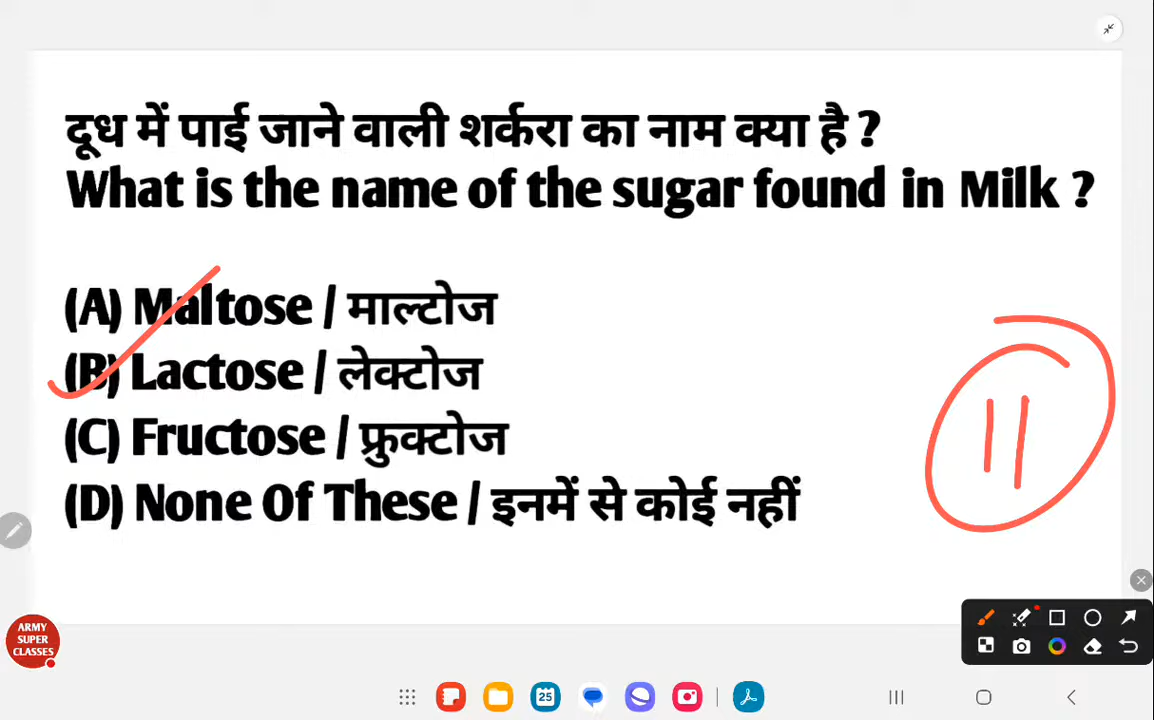 दूध में पाई जाने वाली शर्करा का नाम क्या है ?
What is the name of the sugar found in Milk ?
(A) Maltose / माल्टोज
(B) Lactose / लेक्टोज
(C) Fructose / फ्रुक्टोज
(D) None Of These / इनमें से कोई नहीं
11
ARMY
SUPER
CLASSES
25